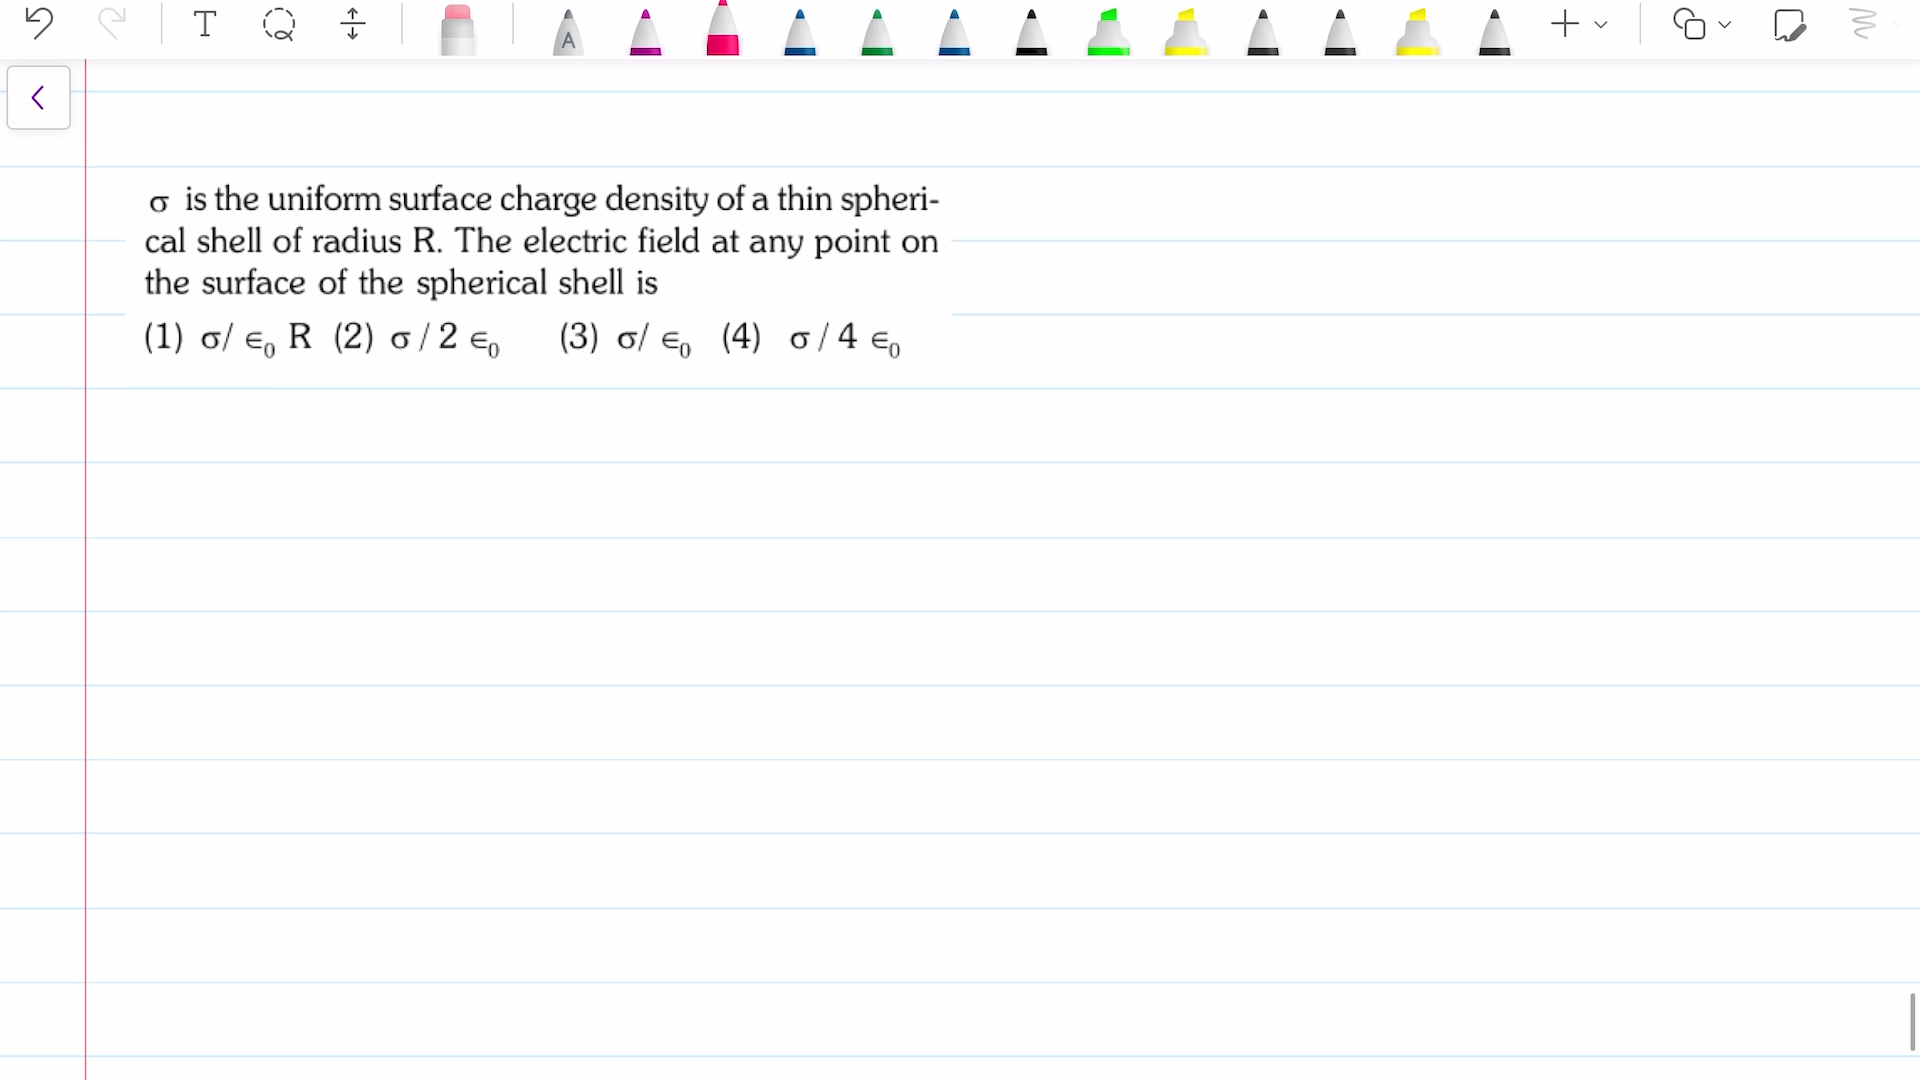 T
A
σ is the uniform surface charge density of a thin spheri-
cal shell of radius R. The electric field at any point on
the surface of the spherical shell is
(1) σ/ ∈₀ R (2) σ / 2 ∈₀ (3) σ/ ∈₀ (4) σ / 4 ∈₀